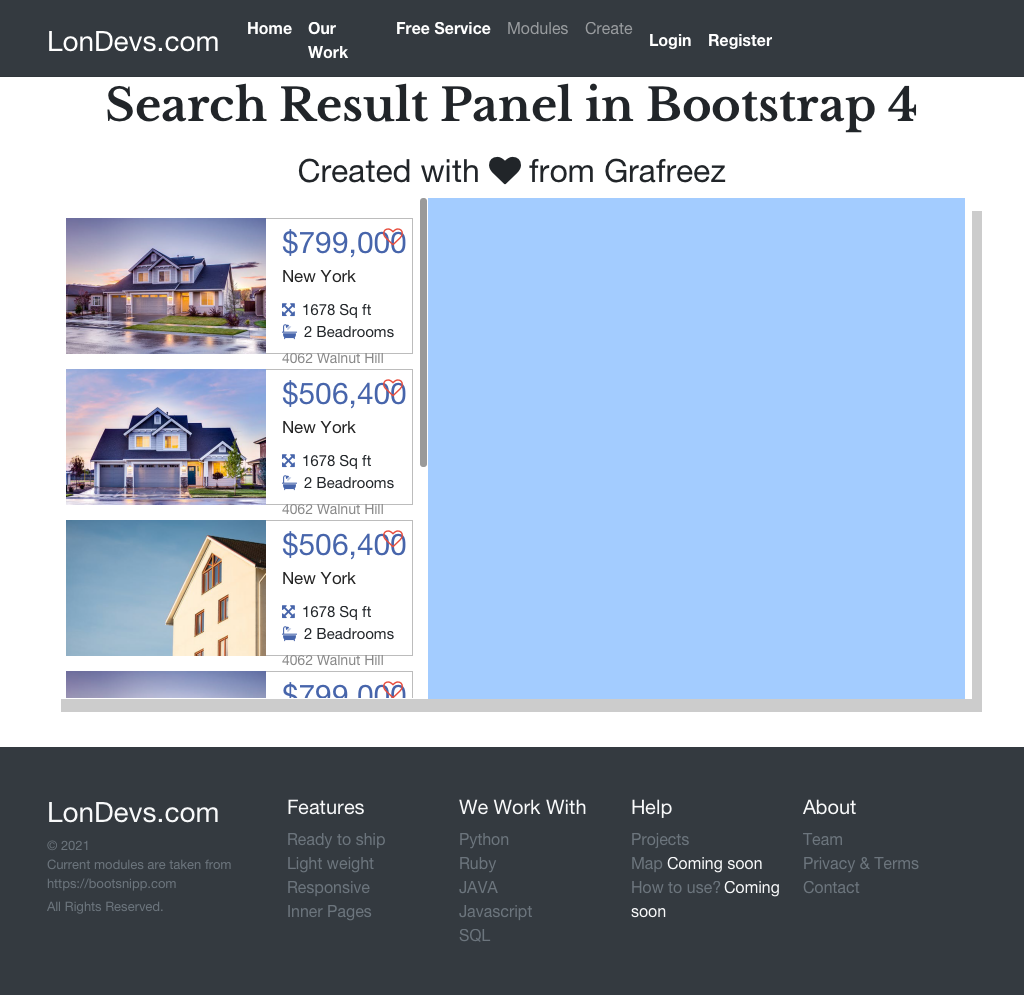 LonDevs.com
Home
Our
Work
Free Service
Modules
Create
Login
Register
Search Result Panel in Bootstrap 4
Created with from Grafreez
$799,000
New York
1678 Sq ft
2 Beadrooms
4062 Walnut Hill
$506,400
New York
1678 Sq ft
2 Beadrooms
4062 Walnut Hill
$506,400
New York
1678 Sq ft
2 Beadrooms
4062 Walnut Hill
$799,000
LonDevs.com
© 2021
Current modules are taken from
https://bootsnipp.com
All Rights Reserved.
Features
Ready to ship
Light weight
Responsive
Inner Pages
We Work With
Python
Ruby
JAVA
Javascript
SQL
Help
Projects
Map Coming soon
How to use? Coming
soon
About
Team
Privacy & Terms
Contact